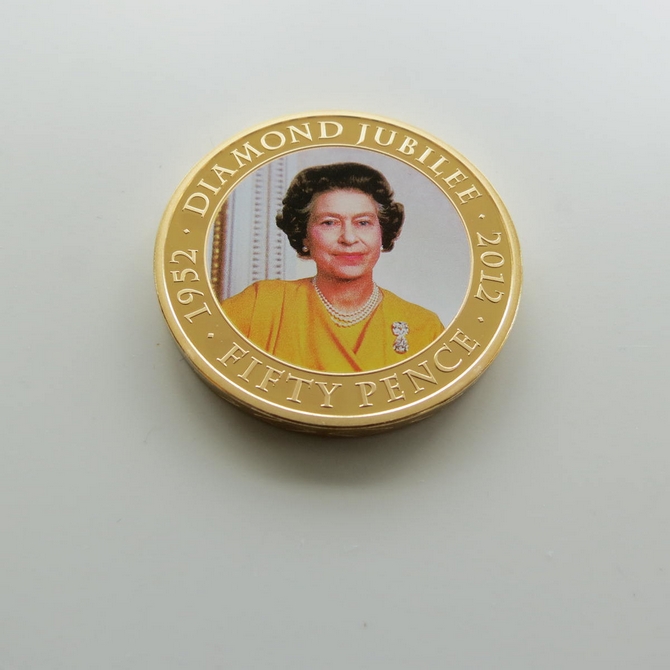 DIAMOND JUBILEE
1952 · · 2012 ·
· FIFTY PENCE